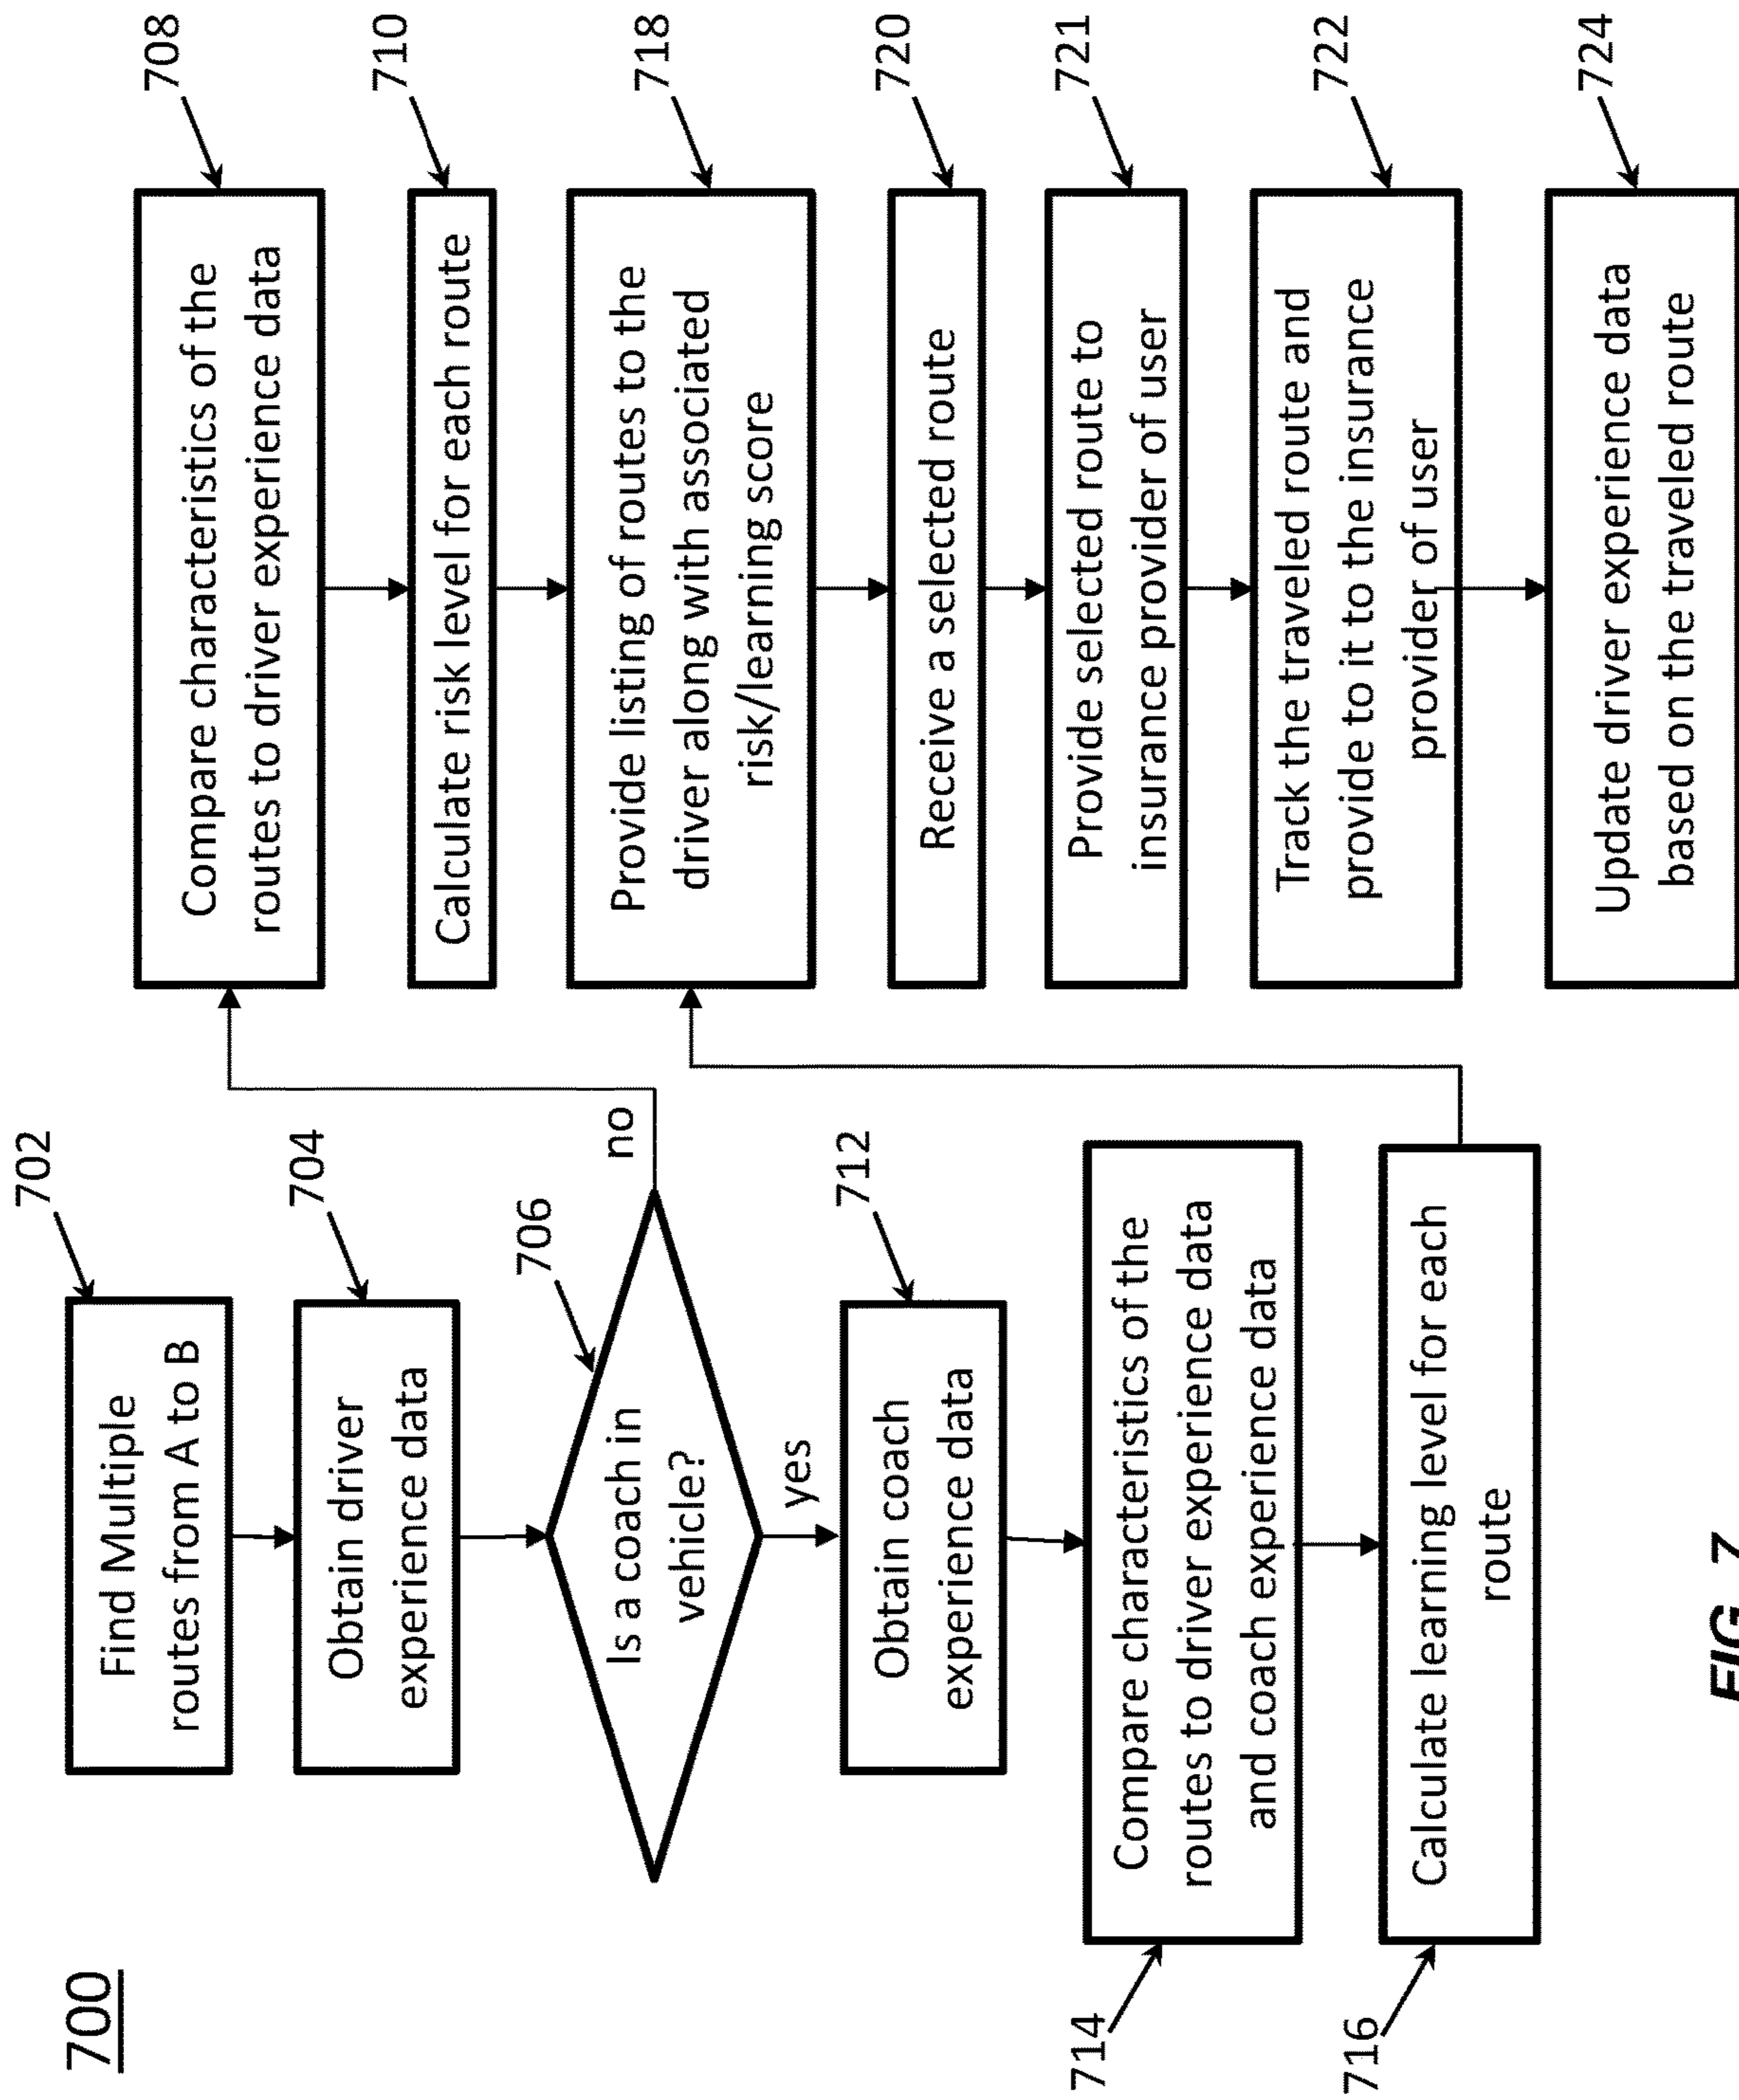 700
702
Find Multiple
routes from A to B
704
Obtain driver
experience data
706
Is a coach in
vehicle?
no
yes
712
Obtain coach
experience data
714
Compare characteristics of the
routes to driver experience data
and coach experience data
716
Calculate learning level for each
route
708
Compare characteristics of the
routes to driver experience data
710
Calculate risk level for each route
718
Provide listing of routes to the
driver along with associated
risk/learning score
720
Receive a selected route
721
Provide selected route to
insurance provider of user
722
Track the traveled route and
provide to it to the insurance
provider of user
724
Update driver experience data
based on the traveled route
FIG. 7